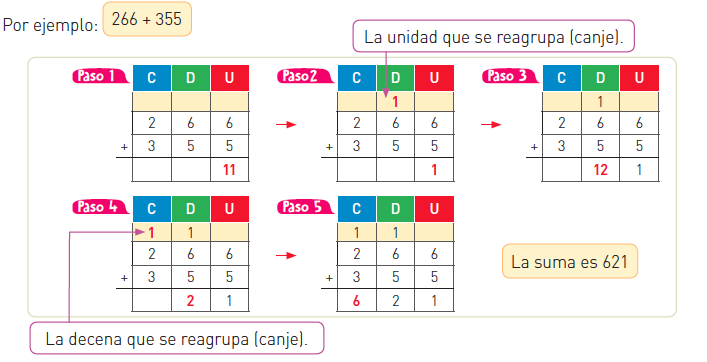 Por ejemplo: 266 + 355
La unidad que se reagrupa (canje).
Paso 1
C D U
2 6 6
+ 3 5 5
11
Paso2
C D U
1
2 6 6
+ 3 5 5
1
Paso 3
C D U
1
2 6 6
+ 3 5 5
12 1
Paso 4
C D U
1 1
2 6 6
+ 3 5 5
2 1
Paso 5
C D U
1 1
2 6 6
+ 3 5 5
6 2 1
La suma es 621
La decena que se reagrupa (canje).